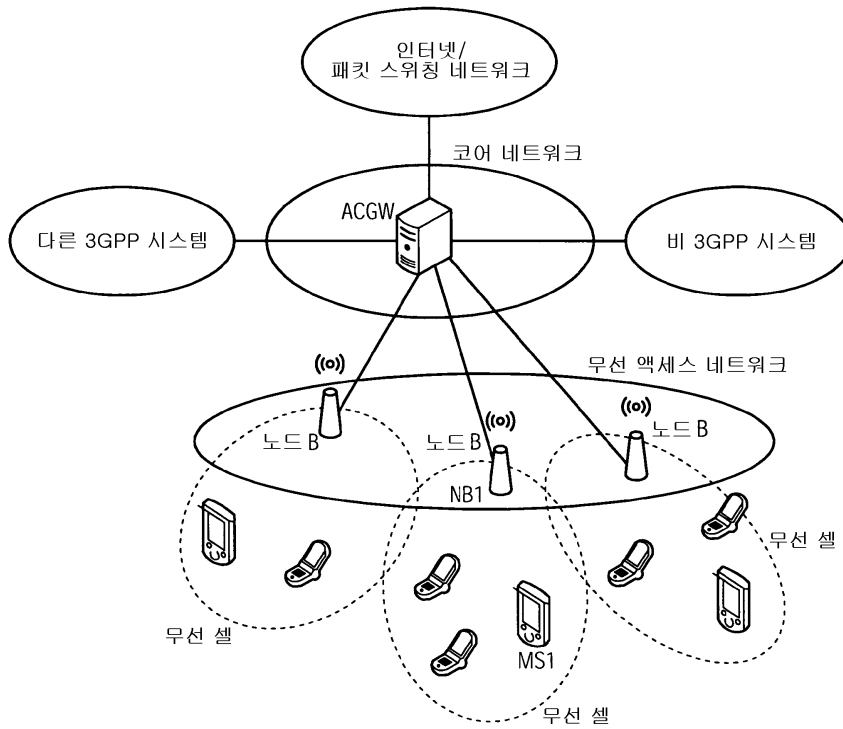 인터넷/
패킷 스위칭 네트워크
코어 네트워크
ACGW
다른 3GPP 시스템
비 3GPP 시스템
무선 액세스 네트워크
노드 B
노드 B
노드 B
NB1
무선 셀
무선 셀
MS1
무선 셀